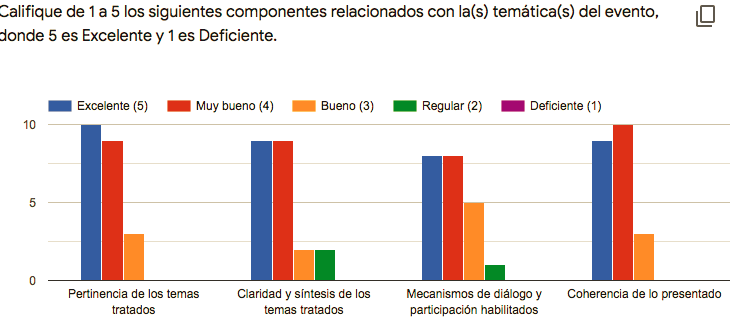 Califique de 1 a 5 los siguientes componentes relacionados con la(s) temática(s) del evento,
donde 5 es Excelente y 1 es Deficiente.
Excelente (5)
Muy bueno (4)
Bueno (3)
Regular (2)
Deficiente (1)
10
5
0
Pertinencia de los temas
tratados
Claridad y síntesis de los
temas tratados
Mecanismos de diálogo y
participación habilitados
Coherencia de lo presentado